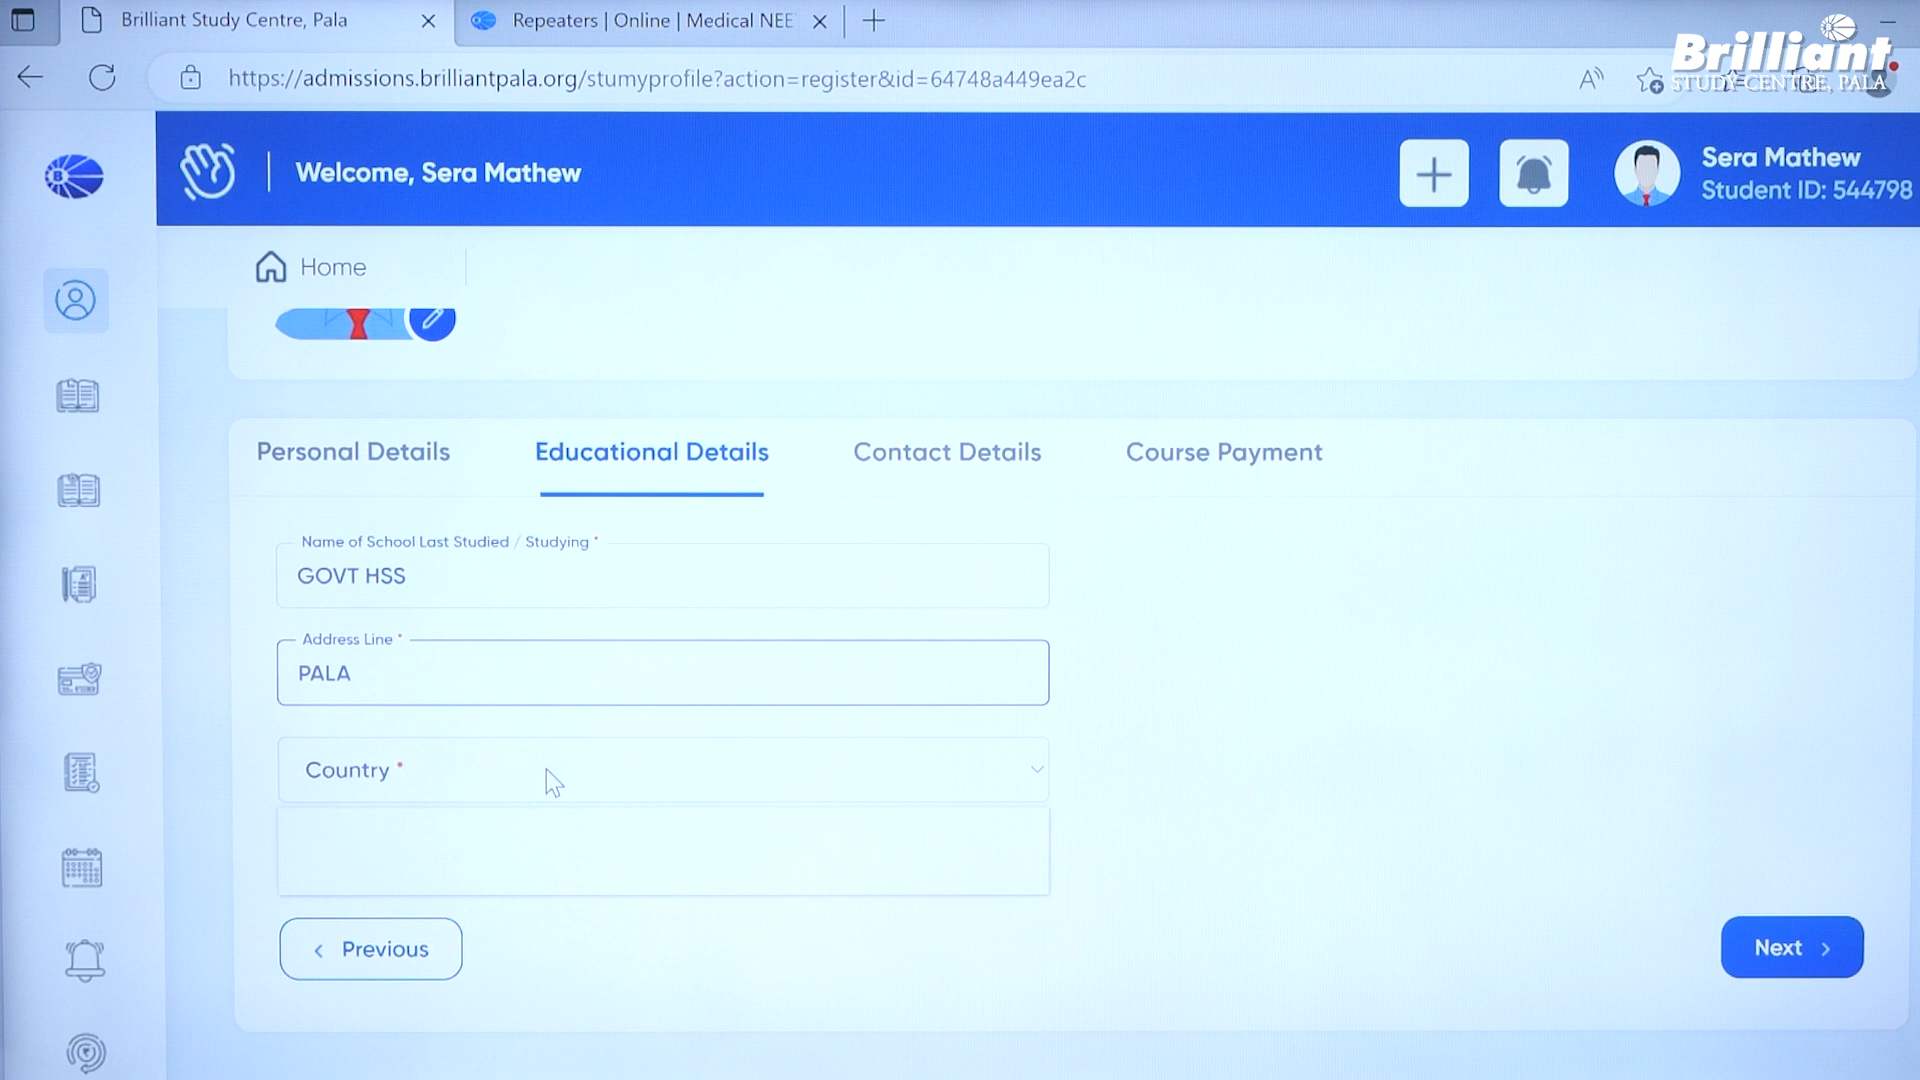 Brilliant Study Centre, Pala
Repeaters | Online | Medical NEE
https://admissions.brilliantpala.org/stumyprofile?action=register&id=64748a449ea2c
Brilliant
STUDY CENTRE, PALA
Welcome, Sera Mathew
Sera Mathew
Student ID: 544798
Home
Personal Details
Educational Details
Contact Details
Course Payment
Name of School Last Studied / Studying *
GOVT HSS
Address Line *
PALA
Country *
‹ Previous
Next ›